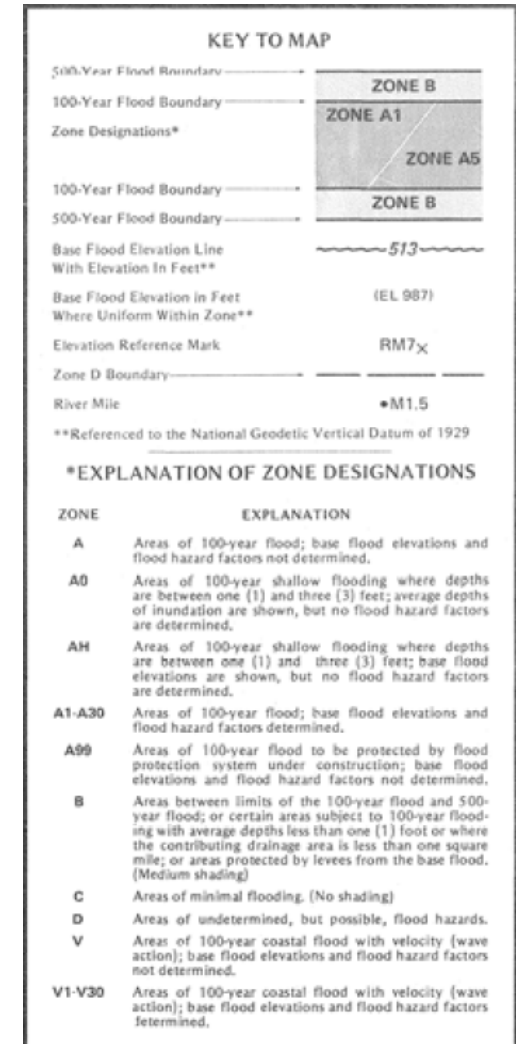 KEY TO MAP
500-Year Flood Boundary
ZONE B
100-Year Flood Boundary
ZONE A1
Zone Designations*
ZONE A5
100-Year Flood Boundary
ZONE B
500-Year Flood Boundary
Base Flood Elevation Line
With Elevation In Feet**
513
Base Flood Elevation in Feet
Where Uniform Within Zone**
(EL 987)
Elevation Reference Mark
RM7x
Zone D Boundary
River Mile
•M1.5
**Referenced to the National Geodetic Vertical Datum of 1929
*EXPLANATION OF ZONE DESIGNATIONS
ZONE EXPLANATION
A Areas of 100-year flood; base flood elevations and
flood hazard factors not determined.
A0 Areas of 100-year shallow flooding where depths
are between one (1) and three (3) feet; average depths
of inundation are shown, but no flood hazard factors
are determined.
AH Areas of 100-year shallow flooding where depths
are between one (1) and three (3) feet; base flood
elevations are shown, but no flood hazard factors
are determined.
A1-A30 Areas of 100-year flood; base flood elevations and
flood hazard factors determined.
A99 Areas of 100-year flood to be protected by flood
protection system under construction; base flood
elevations and flood hazard factors not determined.
B Areas between limits of the 100-year flood and 500-
year flood; or certain areas subject to 100-year flood-
ing with average depths less than one (1) foot or where
the contributing drainage area is less than one square
mile; or areas protected by levees from the base flood.
(Medium shading)
C Areas of minimal flooding. (No shading)
D Areas of undetermined, but possible, flood hazards.
V Areas of 100-year coastal flood with velocity (wave
action); base flood elevations and flood hazard factors
not determined.
V1-V30 Areas of 100-year coastal flood with velocity (wave
action); base flood elevations and flood hazard factors
fetermined.